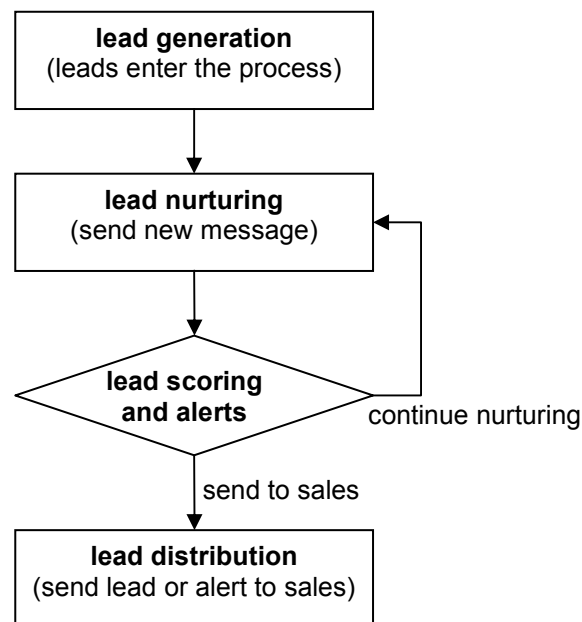 lead generation
(leads enter the process)
lead nurturing
(send new message)
lead scoring
and alerts
continue nurturing
send to sales
lead distribution
(send lead or alert to sales)